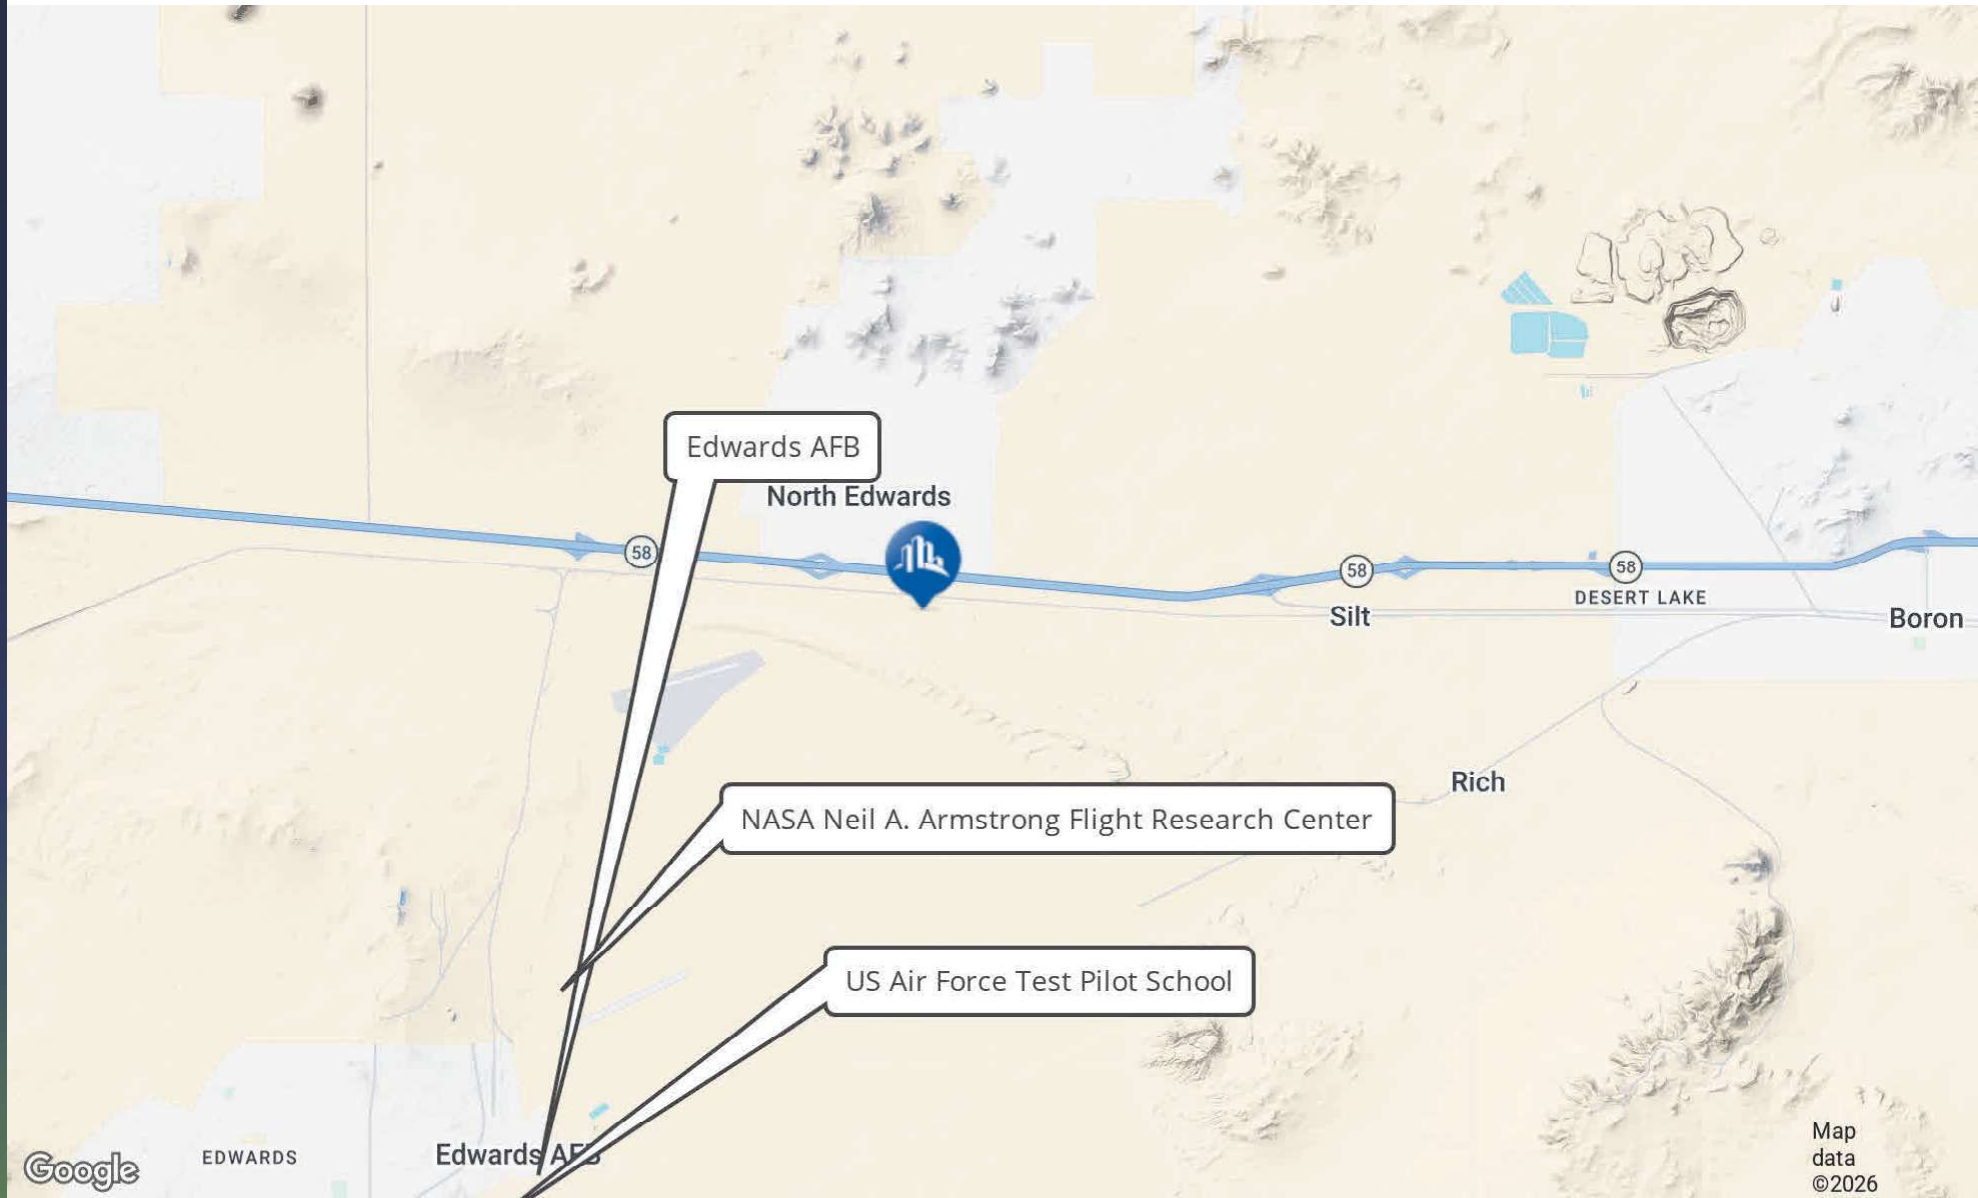 Edwards AFB
North Edwards
58
58
58
DESERT LAKE
Silt
Boron
Rich
NASA Neil A. Armstrong Flight Research Center
US Air Force Test Pilot School
Edwards AFB
EDWARDS
Google
Map
data
©2026